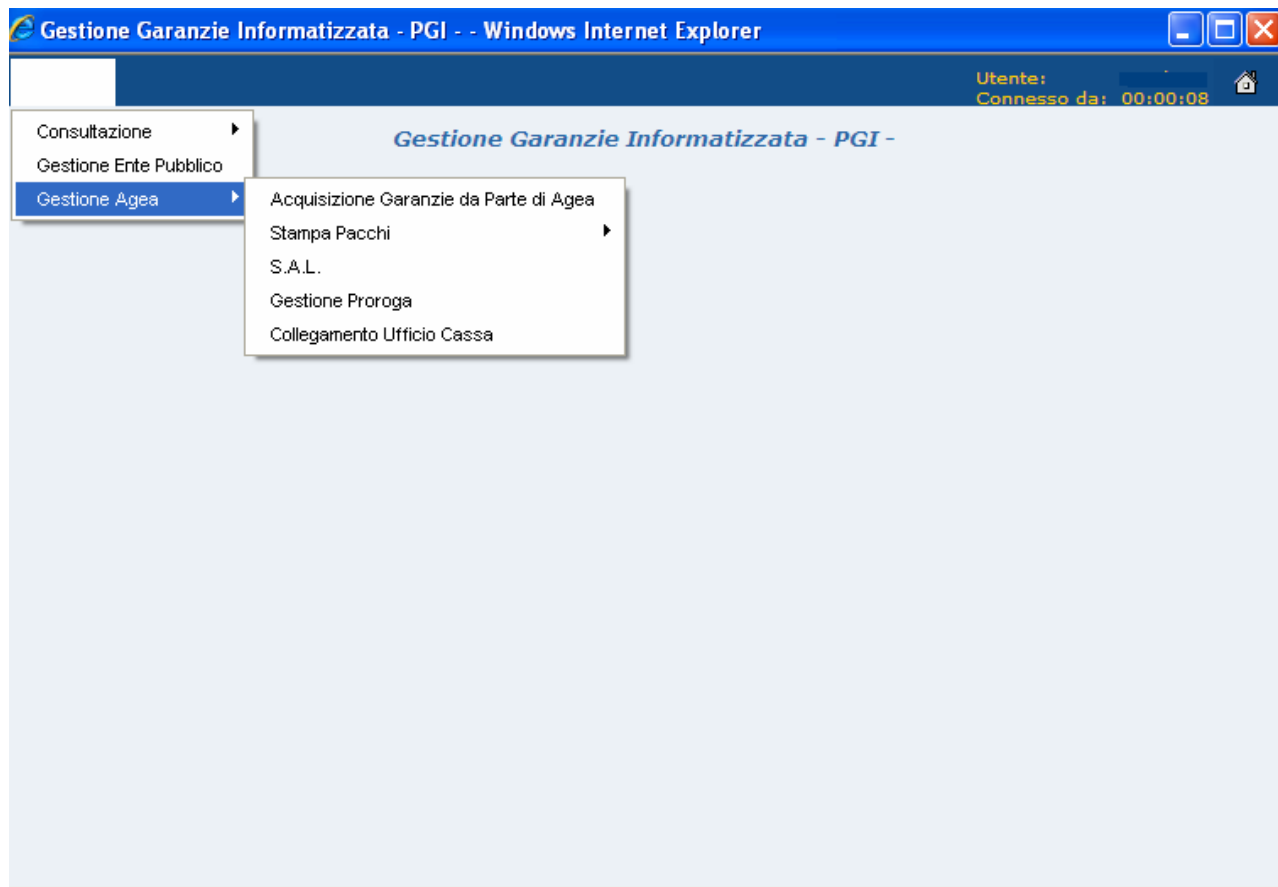 Gestione Garanzie Informatizzata - PGI - - Windows Internet Explorer
Utente:
Connesso da: 00:00:08
Gestione Garanzie Informatizzata - PGI -
Consultazione
Gestione Ente Pubblico
Gestione Agea
Acquisizione Garanzie da Parte di Agea
Stampa Pacchi
S.A.L.
Gestione Proroga
Collegamento Ufficio Cassa